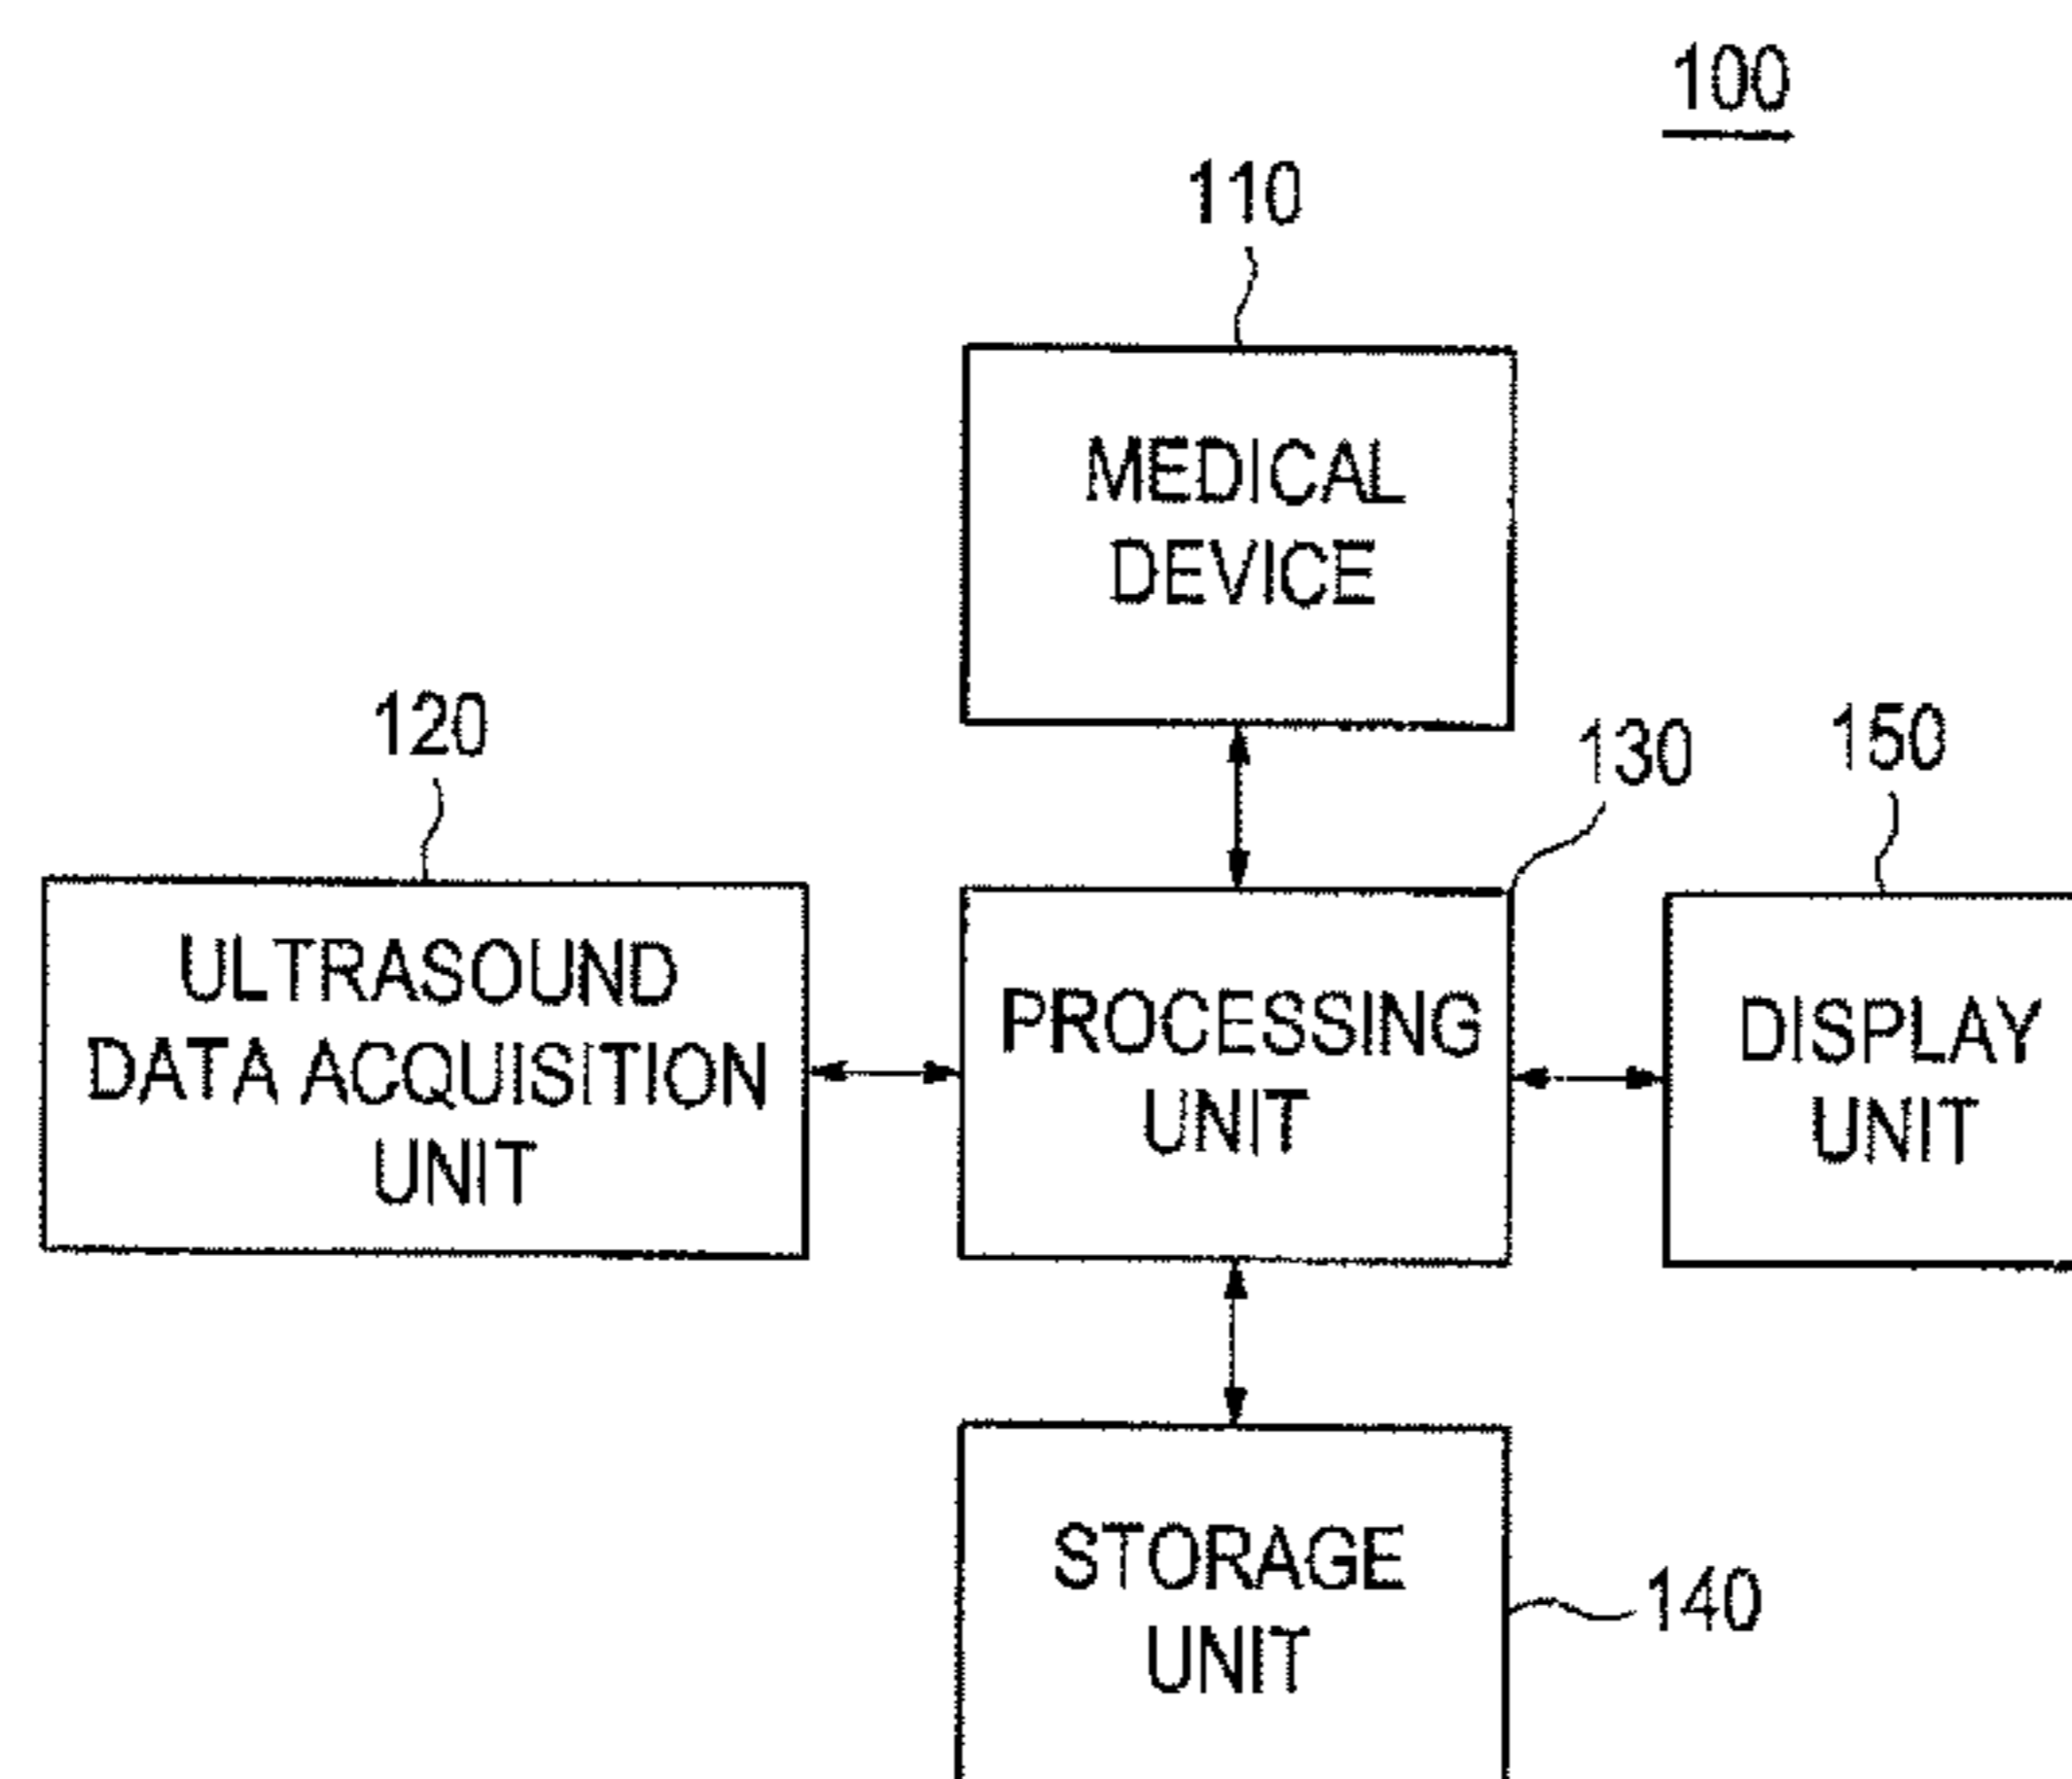 100
110
MEDICAL
DEVICE
120
130
150
ULTRASOUND
DATA ACQUISITION
UNIT
PROCESSING
UNIT
DISPLAY
UNIT
STORAGE
UNIT
140